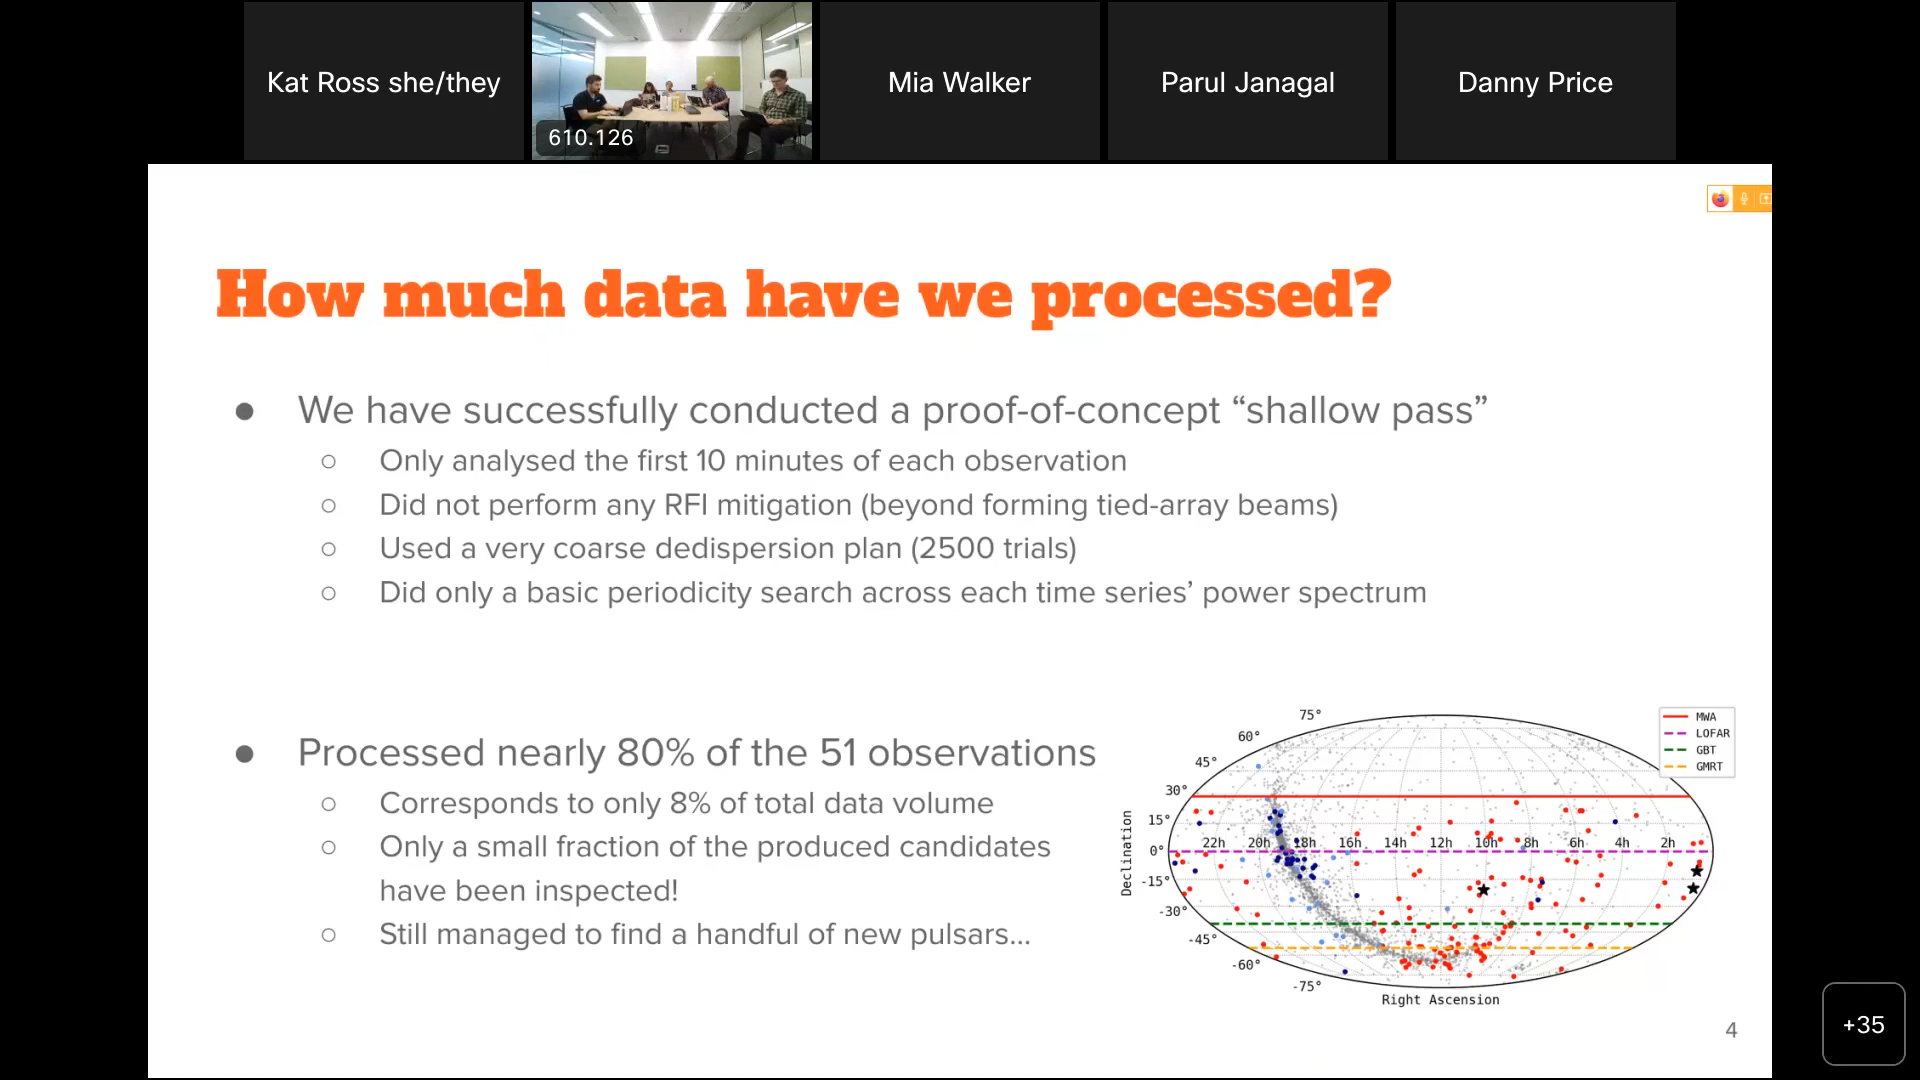 Kat Ross she/they
610.126
Mia Walker
Parul Janagal
Danny Price
How much data have we processed?
● We have successfully conducted a proof-of-concept “shallow pass”
○ Only analysed the first 10 minutes of each observation
○ Did not perform any RFI mitigation (beyond forming tied-array beams)
○ Used a very coarse dedispersion plan (2500 trials)
○ Did only a basic periodicity search across each time series’ power spectrum
● Processed nearly 80% of the 51 observations
○ Corresponds to only 8% of total data volume
○ Only a small fraction of the produced candidates
have been inspected!
○ Still managed to find a handful of new pulsars...
MWA
LOFAR
GBT
GMRT
75°
60°
45°
30°
15°
0°
-15°
-30°
-45°
-60°
-75°
22h 20h 18h 16h 14h 12h 10h 8h 6h 4h 2h
Declination
Right Ascension
4
+35